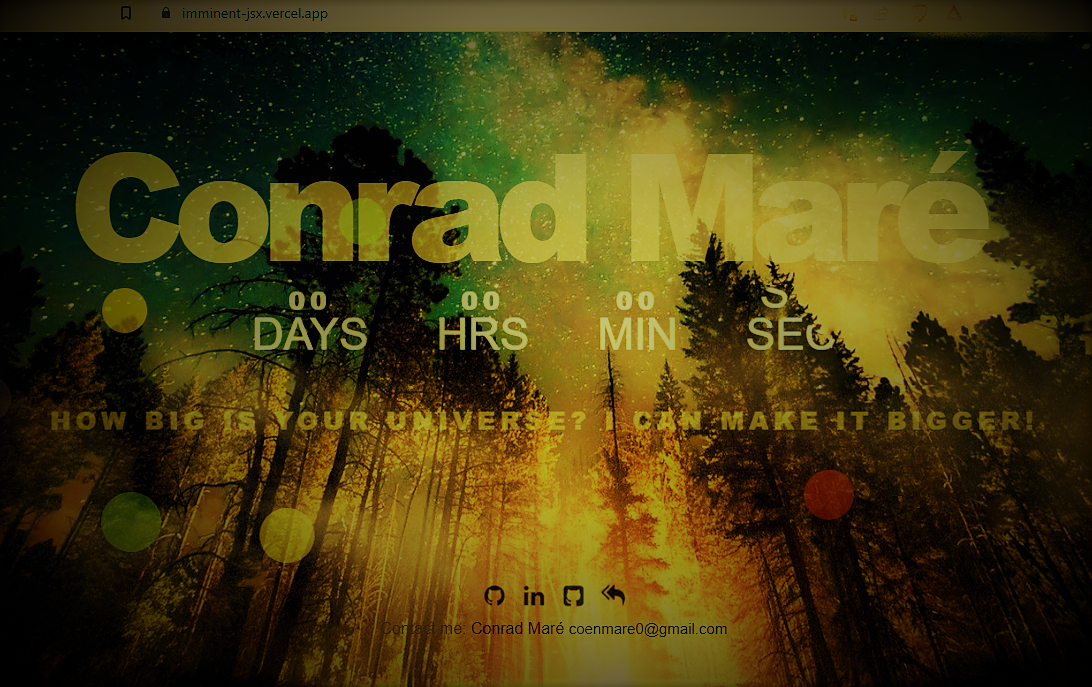 imminent-jsx.vercel.app
Conrad Maré
00 00 00
DAYS HRS MIN SEC
HOW BIG IS YOUR UNIVERSE? I CAN MAKE IT BIGGER!
in
Contact me: Conrad Maré coenmare0@gmail.com